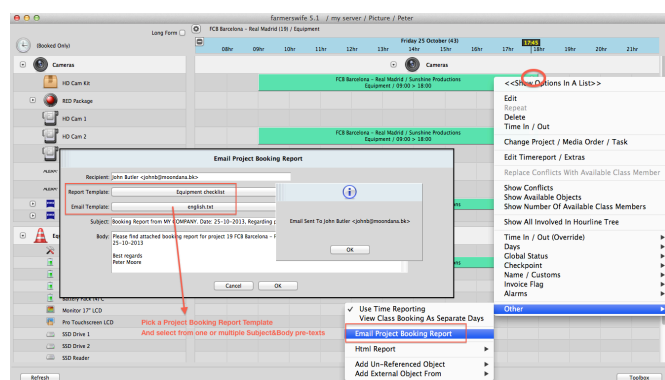 farmerswife 5.1 / my server / Picture / Peter
Long Form
FCB Barcelona - Real Madrid (19) / Equipment
(Booked Only)
Friday 25 October (43)
17:45
08hr 09hr 10hr 11hr 12hr 13hr 14hr 15hr 16hr 17hr 18hr 19hr 20hr 21hr
Cameras
Cameras
HD Cam Kit
FCB Barcelona - Real Madrid / Sunshine Productions
Equipment / 09:00 > 18:00
RED Package
HD Cam 1
HD Cam 2
FCB Barcelona - Real Madrid / Sunshine Productions
Equipment / 09:00 > 18:00
Email Project Booking Report
Recipient: John Butler <johnb@moondana.bk>
Report Template: Equipment checklist
Email Template: english.txt
Subject: Booking Report from MY COMPANY, Date: 25-10-2013, Regarding
Body: Please find attached booking report for project 19 FCB Barcelona -
25-10-2013
Best regards
Peter Moore
Cancel
OK
Email Sent To John Butler <johnb@moondana.bk>
OK
Monitor 17" LCD
Pro Touchscreen LCD
SSD Drive 1
SSD Drive 2
SSD Reader
Pick a Project Booking Report Template
And select from one or multiple Subject&Body pre-texts
<<Show Options In A List>>
Edit
Repeat
Delete
Time In / Out
Change Project / Media Order / Task
Edit Timereport / Extras
Replace Conflicts With Available Class Member
Show Conflicts
Show Available Objects
Show Number Of Available Class Members
Show All Involved In Hourline Tree
Time In / Out (Override)
Days
Global Status
Checkpoint
Name / Customs
Invoice Flag
Alarms
Other
✓ Use Time Reporting
View Class Booking As Separate Days
Email Project Booking Report
Html Report
Add Un-Referenced Object
Add External Object From
Refresh
Toolbox